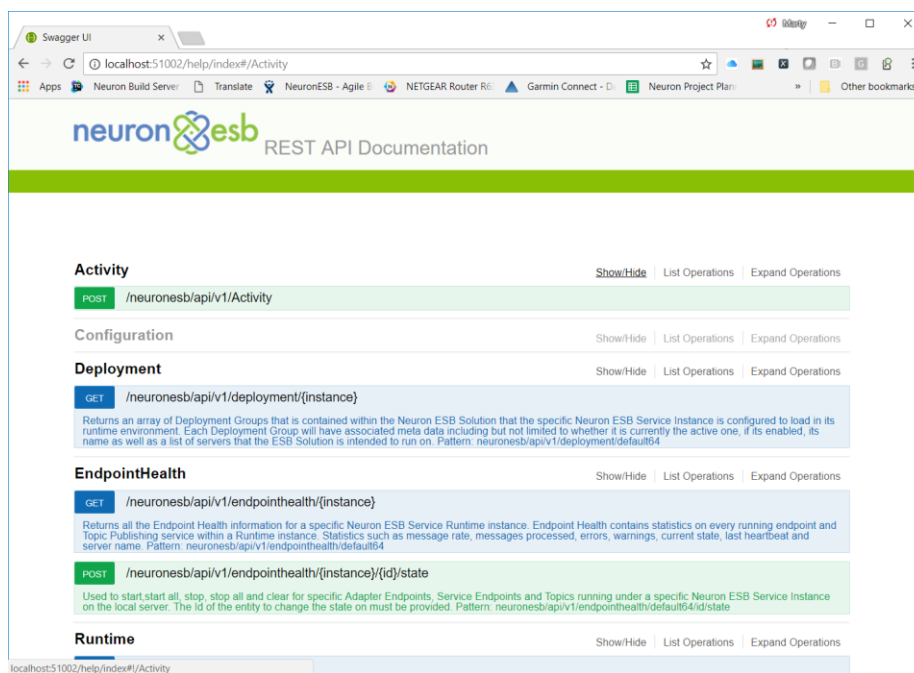 Marty
Swagger UI
localhost:51002/help/index#/Activity
Apps Neuron Build Server Translate NeuronESB - Agile B NETGEAR Router R6 Garmin Connect - D Neuron Project Plan » Other bookmarks
neuron esb REST API Documentation
Activity Show/Hide List Operations Expand Operations
POST /neuronesb/api/v1/Activity
Configuration Show/Hide List Operations Expand Operations
Deployment Show/Hide List Operations Expand Operations
GET /neuronesb/api/v1/deployment/{instance}
Returns an array of Deployment Groups that is contained within the Neuron ESB Solution that the specific Neuron ESB Service Instance is configured to load in its
runtime environment. Each Deployment Group will have associated meta data including but not limited to whether it is currently the active one, if its enabled, its
name as well as a list of servers that the ESB Solution is intended to run on. Pattern: neuronesb/api/v1/deployment/default64
EndpointHealth Show/Hide List Operations Expand Operations
GET /neuronesb/api/v1/endpointhealth/{instance}
Returns all the Endpoint Health information for a specific Neuron ESB Service Runtime instance. Endpoint Health contains statistics on every running endpoint and
Topic Publishing service within a Runtime instance. Statistics such as message rate, messages processed, errors, warnings, current state, last heartbeat and
server name. Pattern: neuronesb/api/v1/endpointhealth/default64
POST /neuronesb/api/v1/endpointhealth/{instance}/{id}/state
Used to start,start all, stop, stop all and clear for specific Adapter Endpoints, Service Endpoints and Topics running under a specific Neuron ESB Service Instance
on the local server. The Id of the entity to change the state on must be provided. Pattern: neuronesb/api/v1/endpointhealth/default64/id/state
Runtime Show/Hide List Operations Expand Operations
localhost:51002/help/index#!/Activity